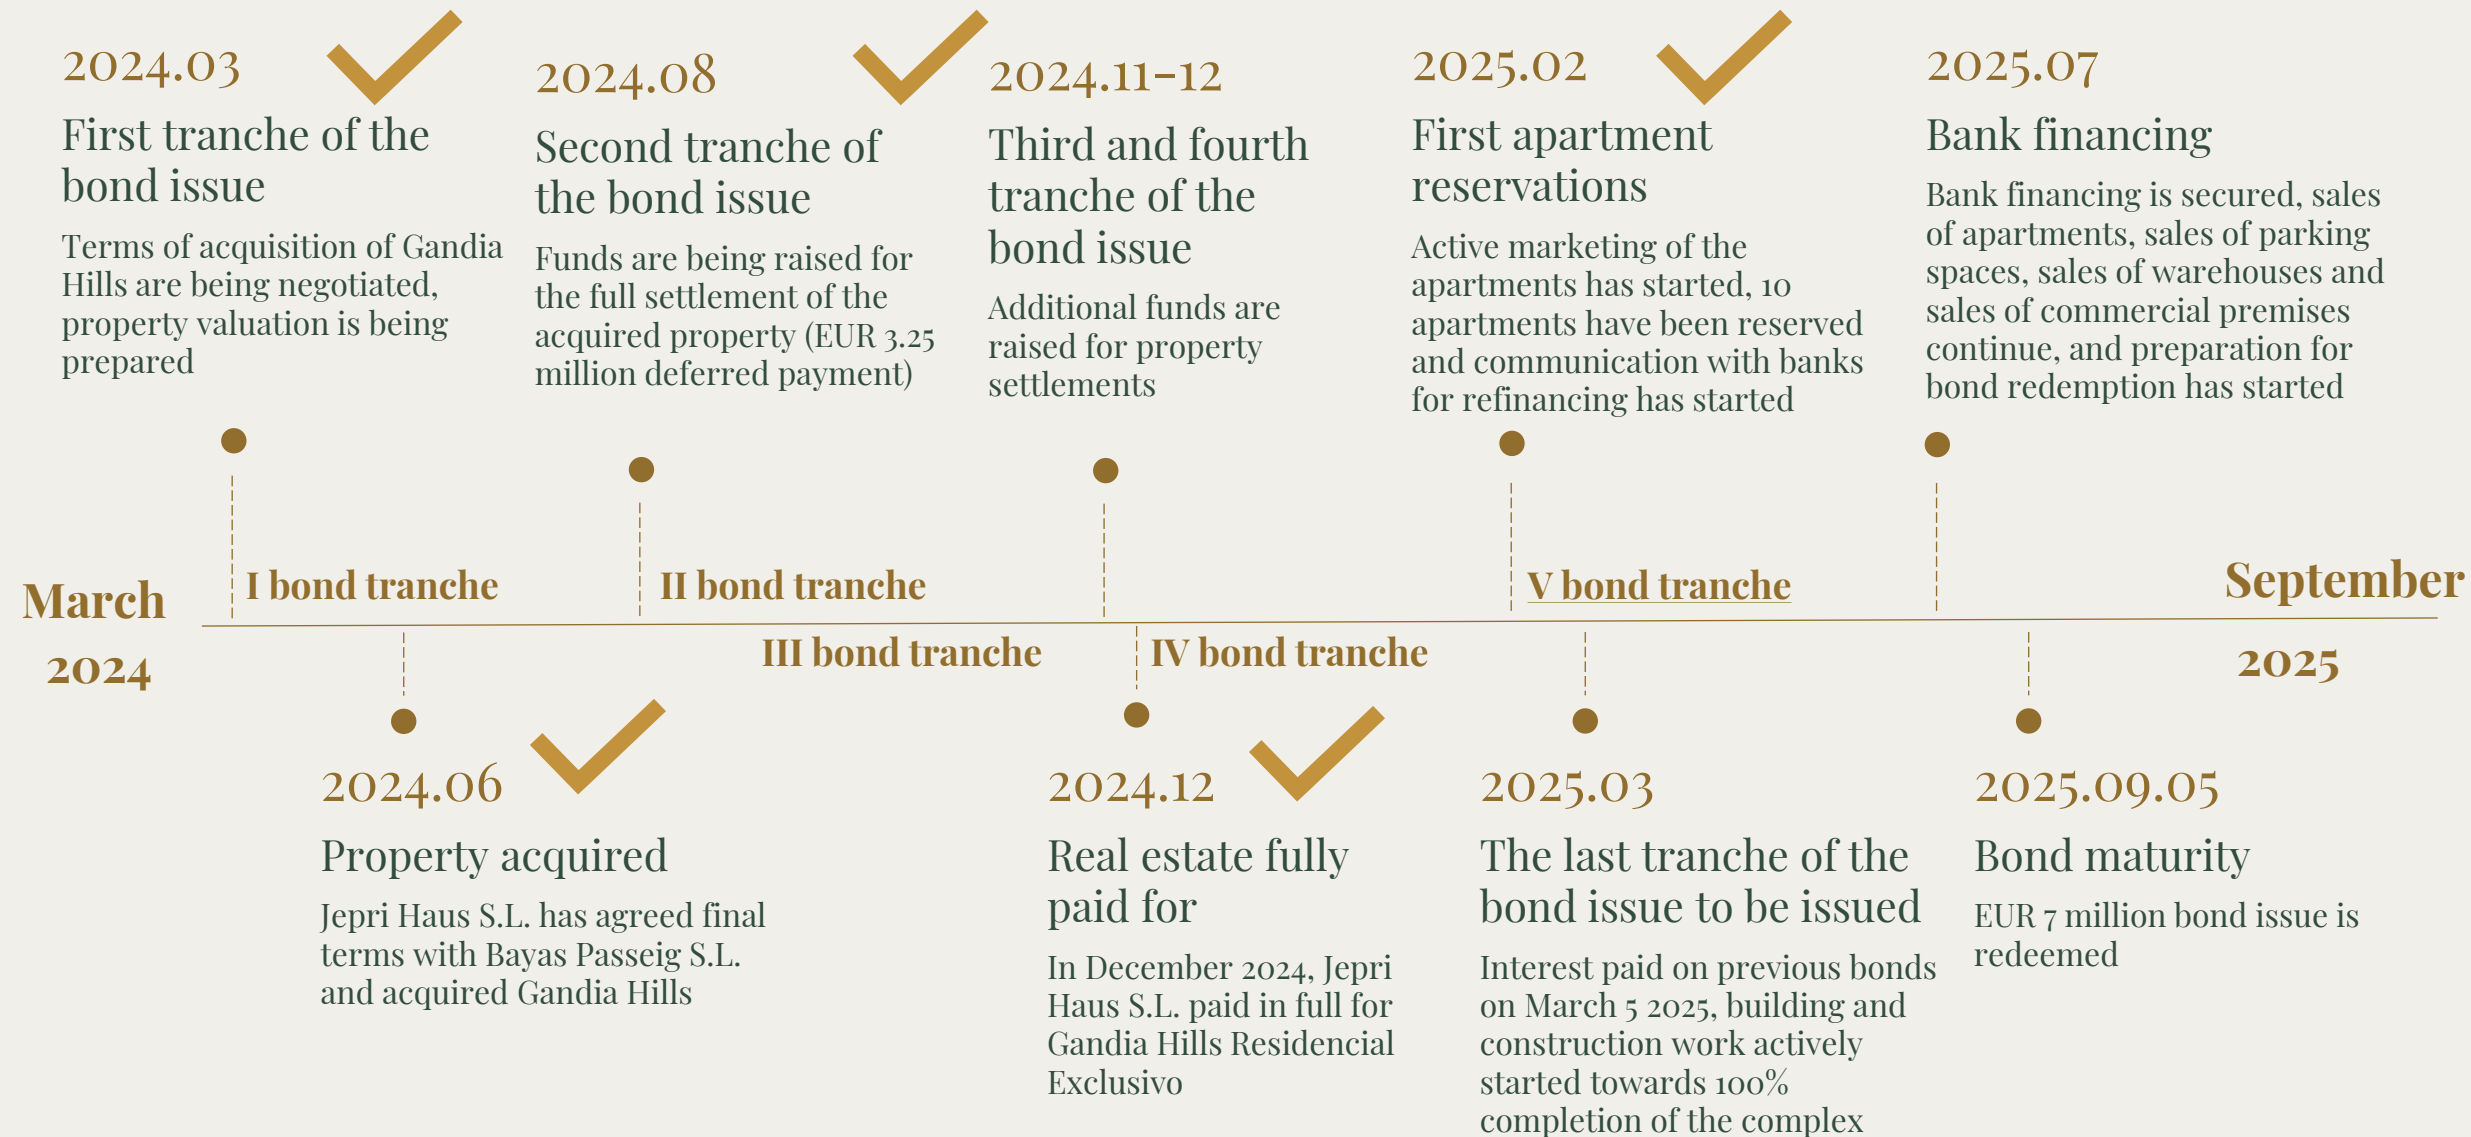 2024.03
First tranche of the
bond issue
Terms of acquisition of Gandia
Hills are being negotiated,
property valuation is being
prepared
2024.08
Second tranche of
the bond issue
Funds are being raised for
the full settlement of the
acquired property (EUR 3.25
million deferred payment)
2024.11-12
Third and fourth
tranche of the
bond issue
Additional funds are
raised for property
settlements
2025.02
First apartment
reservations
Active marketing of the
apartments has started, 10
apartments have been reserved
and communication with banks
for refinancing has started
2025.07
Bank financing
Bank financing is secured, sales
of apartments, sales of parking
spaces, sales of warehouses and
sales of commercial premises
continue, and preparation for
bond redemption has started
March
2024
I bond tranche
II bond tranche
III bond tranche
IV bond tranche
V bond tranche
September
2025
2024.06
Property acquired
Jepri Haus S.L. has agreed final
terms with Bayas Passeig S.L.
and acquired Gandia Hills
2024.12
Real estate fully
paid for
In December 2024, Jepri
Haus S.L. paid in full for
Gandia Hills Residencial
Exclusivo
2025.03
The last tranche of the
bond issue to be issued
Interest paid on previous bonds
on March 5 2025, building and
construction work actively
started towards 100%
completion of the complex
2025.09.05
Bond maturity
EUR 7 million bond issue is
redeemed